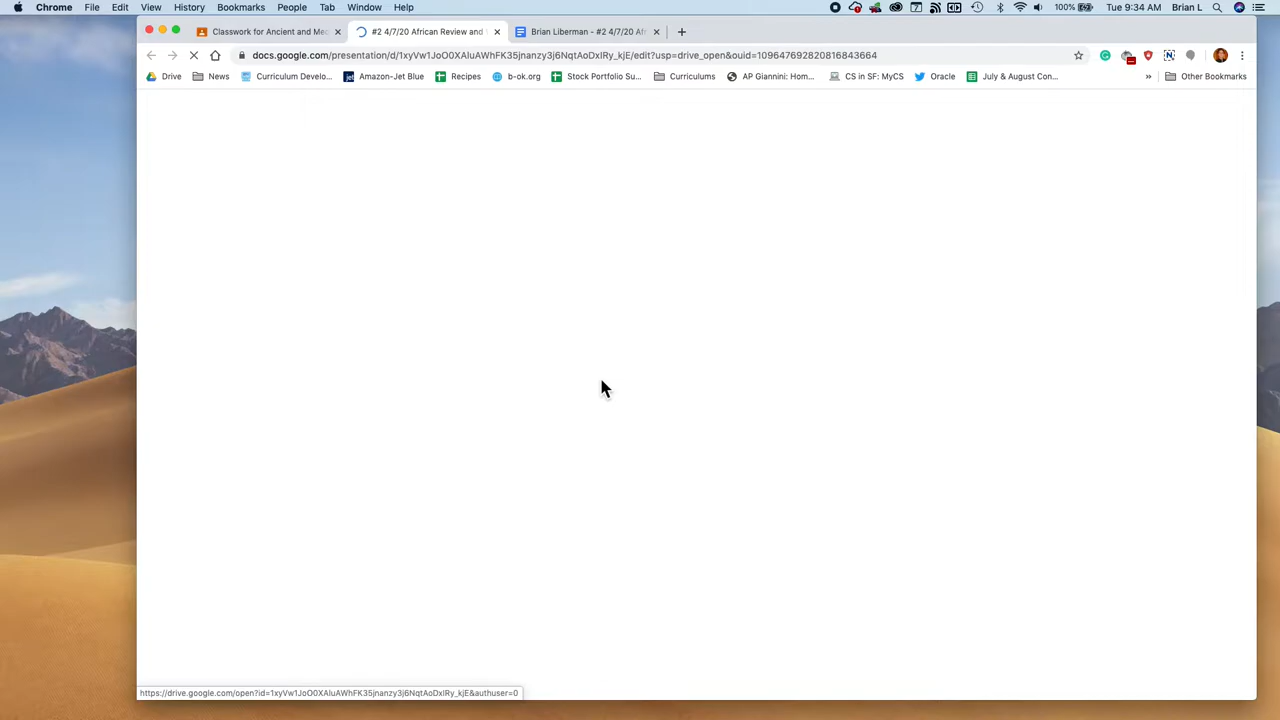 Chrome File Edit View History Bookmarks People Tab Window Help 100% Tue 9:34 AM Brian L
Classwork for Ancient and Med #2 4/7/20 African Review and Brian Liberman - #2 4/7/20 Afr
docs.google.com/presentation/d/1xyVw1JoO0XAluAWhFK35jnanzy3j6NqtAoDxlRy_kjE/edit?usp=drive_open&ouid=109647692820816843664
Drive News Curriculum Develo... Amazon-Jet Blue Recipes b-ok.org Stock Portfolio Su... Curriculums AP Giannini: Hom... CS in SF: MyCS Oracle July & August Con... » Other Bookmarks
https://drive.google.com/open?id=1xyVw1JoO0XAluAWhFK35jnanzy3j6NqtAoDxlRy_kjE&authuser=0